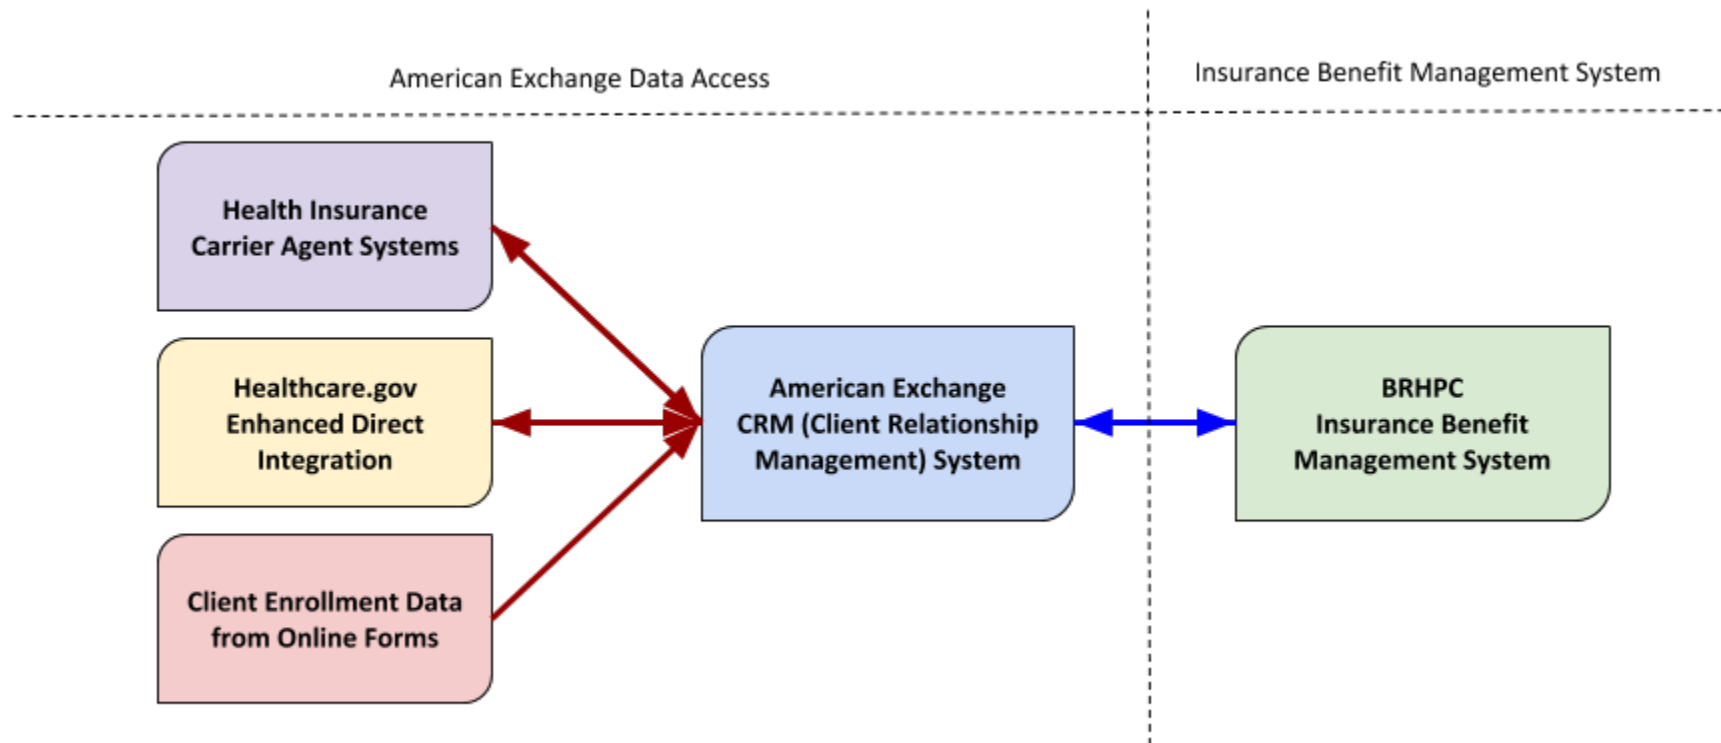 American Exchange Data Access
Insurance Benefit Management System
Health Insurance
Carrier Agent Systems
Healthcare.gov
Enhanced Direct
Integration
Client Enrollment Data
from Online Forms
American Exchange
CRM (Client Relationship
Management) System
BRHPC
Insurance Benefit
Management System